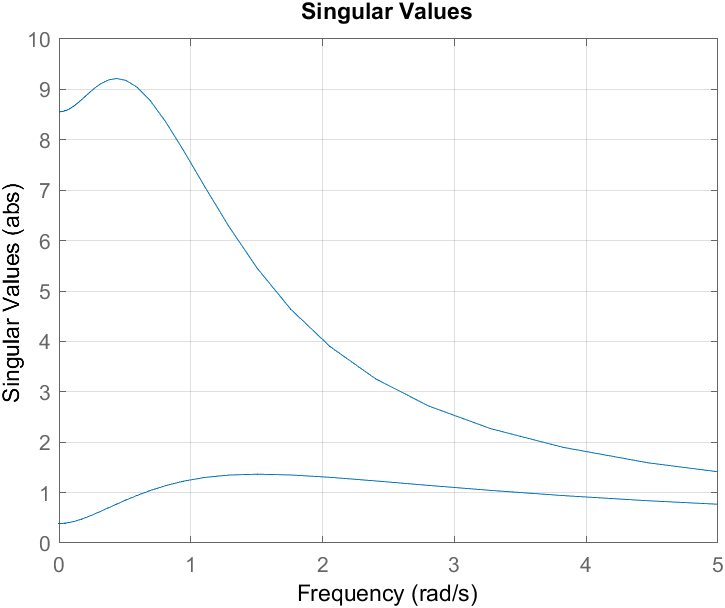 Singular Values
10
9
8
7
6
5
4
3
2
1
0
Singular Values (abs)
0 1 2 3 4 5
Frequency (rad/s)